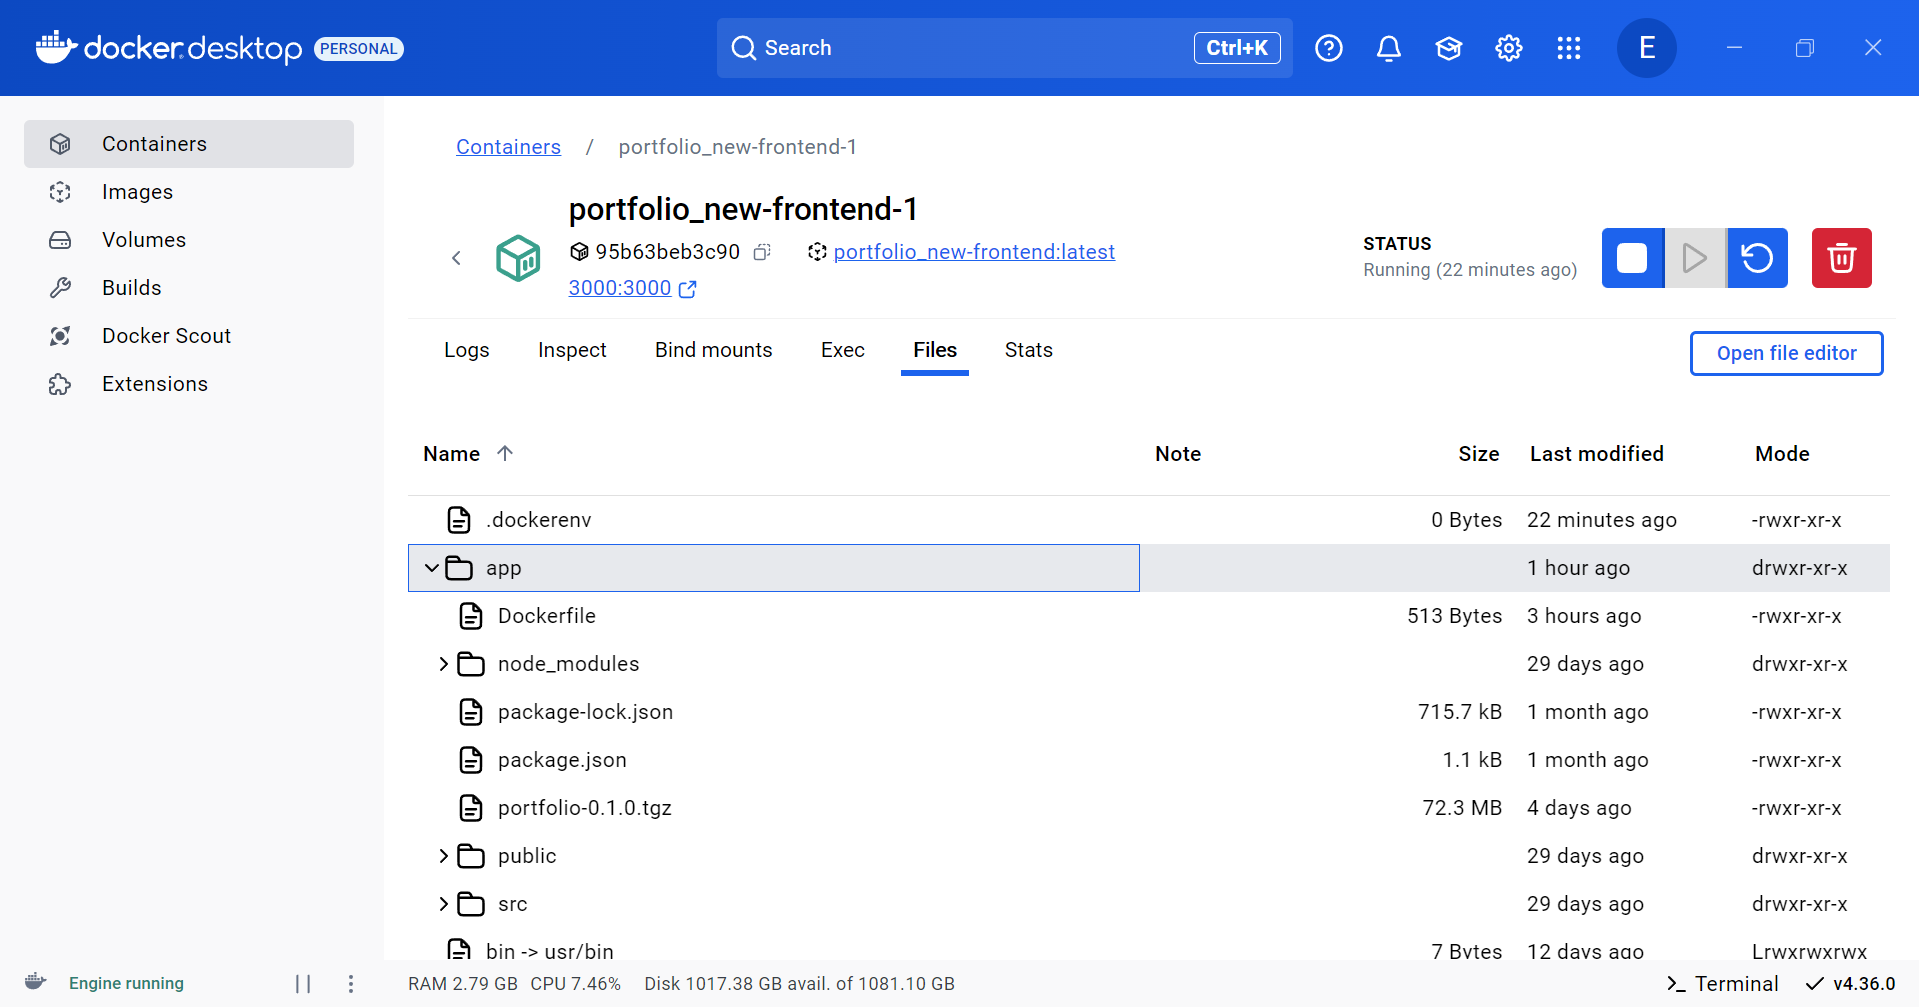 docker desktop PERSONAL Search Ctrl+K E
Containers
Images
Volumes
Builds
Docker Scout
Extensions
Containers / portfolio_new-frontend-1
portfolio_new-frontend-1
95b63beb3c90 portfolio_new-frontend:latest
3000:3000
STATUS
Running (22 minutes ago)
Logs Inspect Bind mounts Exec Files Stats Open file editor
Name Note Size Last modified Mode
.dockerenv 0 Bytes 22 minutes ago -rwxr-xr-x
app 1 hour ago drwxr-xr-x
Dockerfile 513 Bytes 3 hours ago -rwxr-xr-x
node_modules 29 days ago drwxr-xr-x
package-lock.json 715.7 kB 1 month ago -rwxr-xr-x
package.json 1.1 kB 1 month ago -rwxr-xr-x
portfolio-0.1.0.tgz 72.3 MB 4 days ago -rwxr-xr-x
public 29 days ago drwxr-xr-x
src 29 days ago drwxr-xr-x
bin -> usr/bin 7 Bytes 12 days ago Lrwxrwxrwx
Engine running RAM 2.79 GB CPU 7.46% Disk 1017.38 GB avail. of 1081.10 GB Terminal v4.36.0